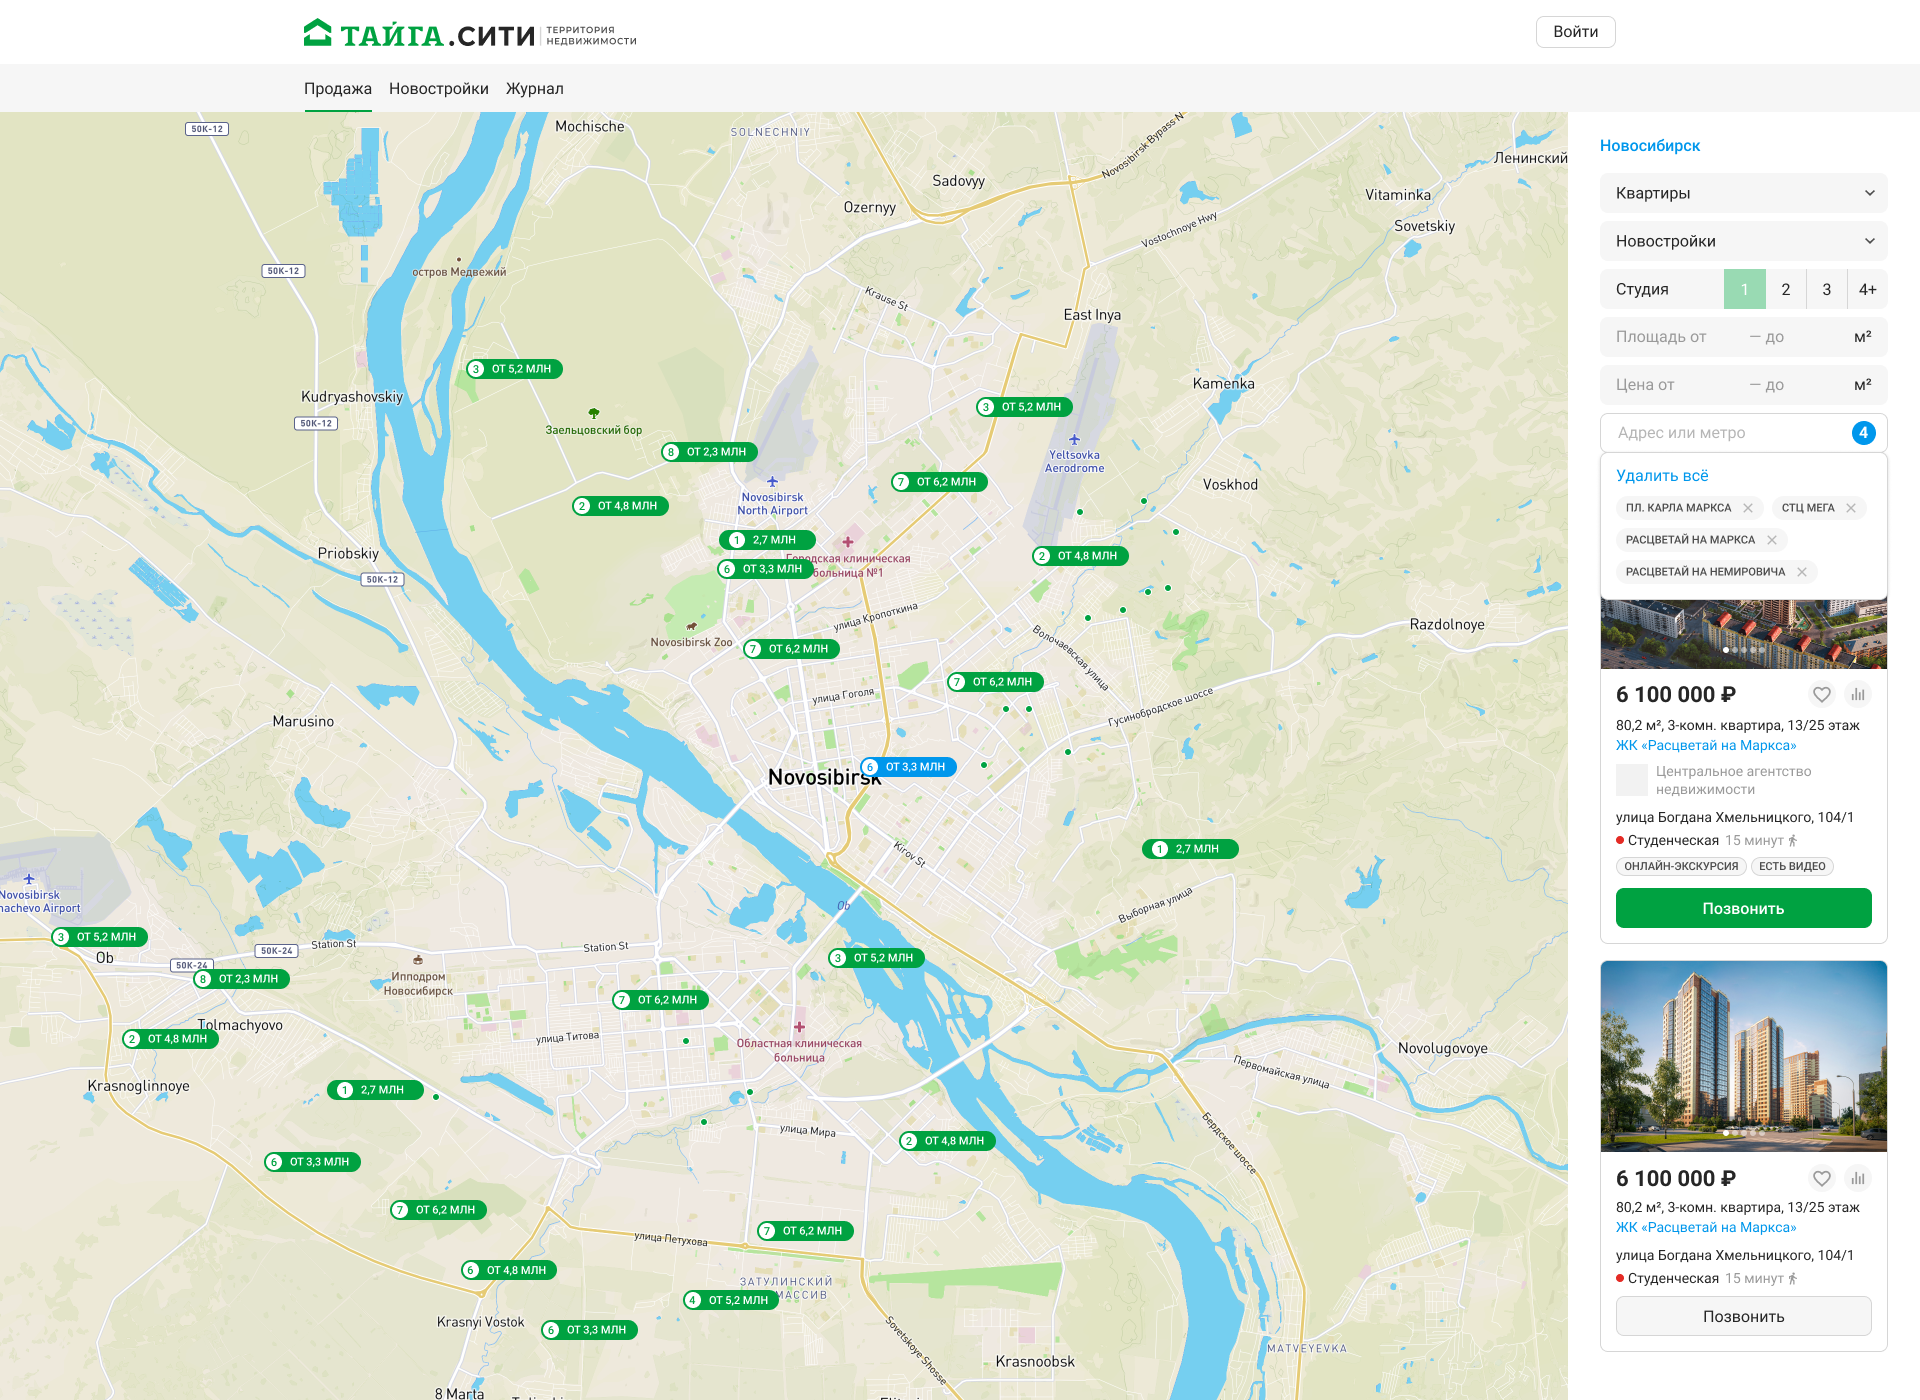 ТАЙГА.СИТИ
ТЕРРИТОРИЯ
НЕДВИЖИМОСТИ
Войти
Продажа
Новостройки
Журнал
50K-12
Mochische
SOLNECHNIY
Novosibirsk Bypass N
Ленинский
Sadovyy
Ozernyy
Vitaminka
Sovetskiy
Vostochnoye Hwy
50K-12
остров Медвежий
Krause St
East Inya
3 ОТ 5,2 МЛН
Kudryashovskiy
50K-12
Kamenka
3 ОТ 5,2 МЛН
Заельцовский бор
8 ОТ 2,3 МЛН
Yeltsovka
Aerodrome
7 ОТ 6,2 МЛН
Voskhod
Novosibirsk
North Airport
2 ОТ 4,8 МЛН
1 2,7 МЛН
Городская клиническая
больница №1
6 ОТ 3,3 МЛН
2 ОТ 4,8 МЛН
Priobskiy
50K-12
улица Кропоткина
Novosibirsk Zoo
7 ОТ 6,2 МЛН
Волочаевская улица
Razdolnoye
7 ОТ 6,2 МЛН
улица Гоголя
Гусинобродское шоссе
Marusino
6 ОТ 3,3 МЛН
Novosibirsk
Kirov St
1 2,7 МЛН
Novosibirsk
machevo Airport
Ob
Выборная улица
3 ОТ 5,2 МЛН
Ob
50K-24
Station St
50K-24
Station St
8 ОТ 2,3 МЛН
Ипподром
Новосибирск
3 ОТ 5,2 МЛН
7 ОТ 6,2 МЛН
Tolmachyovo
2 ОТ 4,8 МЛН
улица Титова
Областная клиническая
больница
Novolugovoye
Первомайская улица
Krasnoglinnoye
1 2,7 МЛН
улица Мира
2 ОТ 4,8 МЛН
Бердское шоссе
6 ОТ 3,3 МЛН
7 ОТ 6,2 МЛН
7 ОТ 6,2 МЛН
улица Петухова
6 ОТ 4,8 МЛН
ЗАТУЛИНСКИЙ
МАССИВ
4 ОТ 5,2 МЛН
Krasnyi Vostok
6 ОТ 3,3 МЛН
Sovetskoye Shosse
MATVEYEVKA
Krasnoobsk
8 Marta
Новосибирск
Квартиры
Новостройки
Студия 1 2 3 4+
Площадь от — до м²
Цена от — до м²
Адрес или метро 4
Удалить всё
ПЛ. КАРЛА МАРКСА СТЦ МЕГА
РАСЦВЕТАЙ НА МАРКСА
РАСЦВЕТАЙ НА НЕМИРОВИЧА
6 100 000 ₽
80,2 м², 3-комн. квартира, 13/25 этаж
ЖК «Расцветай на Маркса»
Центральное агентство
недвижимости
улица Богдана Хмельницкого, 104/1
Студенческая 15 минут
ОНЛАЙН-ЭКСКУРСИЯ ЕСТЬ ВИДЕО
Позвонить
6 100 000 ₽
80,2 м², 3-комн. квартира, 13/25 этаж
ЖК «Расцветай на Маркса»
улица Богдана Хмельницкого, 104/1
Студенческая 15 минут
Позвонить